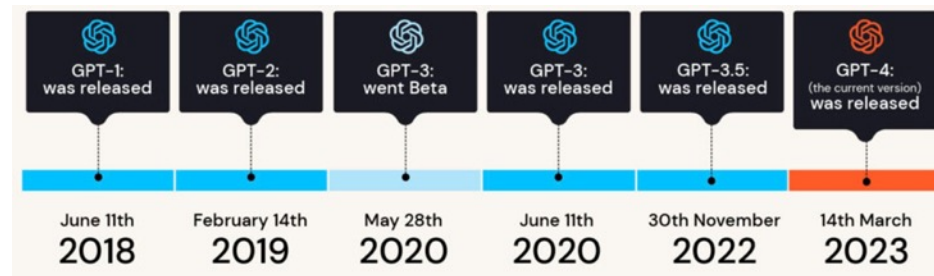 GPT-1:
was released
GPT-2:
was released
GPT-3:
went Beta
GPT-3:
was released
GPT-3.5:
was released
GPT-4:
(the current version)
was released
June 11th
2018
February 14th
2019
May 28th
2020
June 11th
2020
30th November
2022
14th March
2023